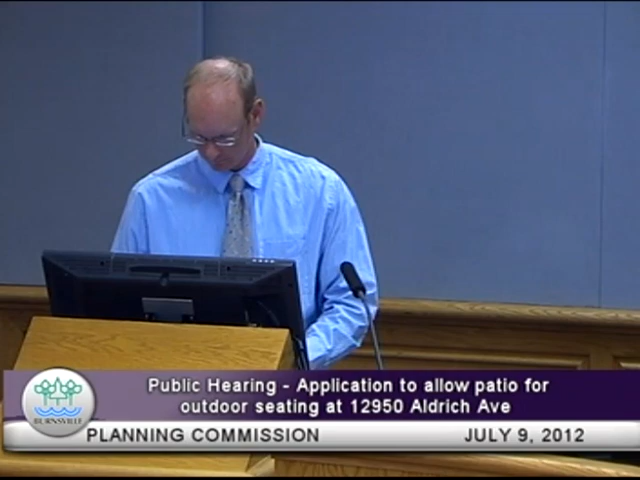 Public Hearing - Application to allow patio for
outdoor seating at 12950 Aldrich Ave
BURNSVILLE
PLANNING COMMISSION JULY 9, 2012